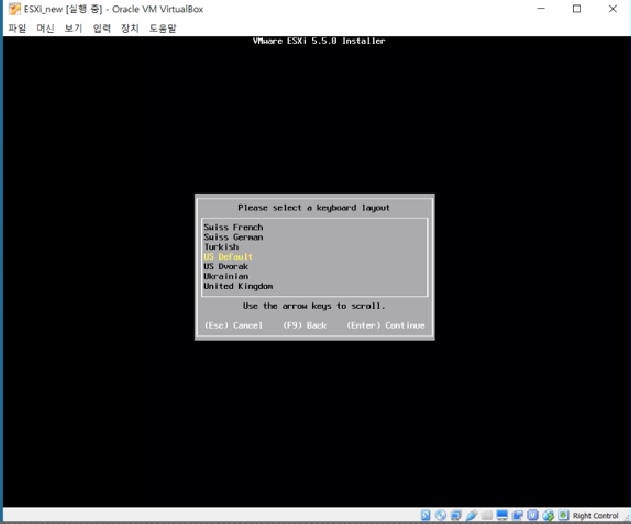 ESXi_new [실행 중] - Oracle VM VirtualBox
파일 머신 보기 입력 장치 도움말
VMware ESXi 5.5.0 Installer
Please select a keyboard layout
Swiss French
Swiss German
Turkish
US Default
US Dvorak
Ukrainian
United Kingdom
Use the arrow keys to scroll.
(Esc) Cancel (F9) Back (Enter) Continue
Right Control